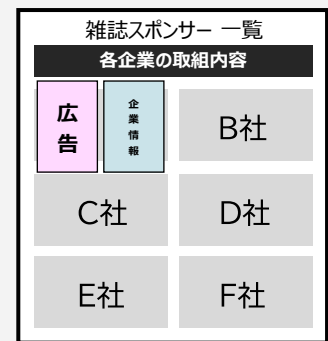 雑誌スポンサー 一覧
各企業の取組内容
広告
企業情報
B社
C社
D社
E社
F社